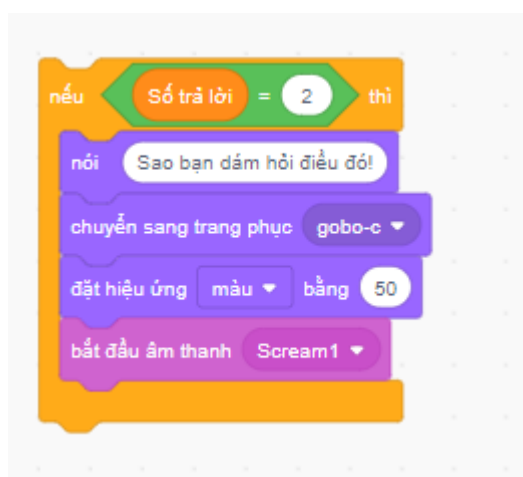 nếu Số trả lời = 2 thì
nói Sao bạn dám hỏi điều đó!
chuyển sang trang phục gobo-c
đặt hiệu ứng màu bằng 50
bắt đầu âm thanh Scream1